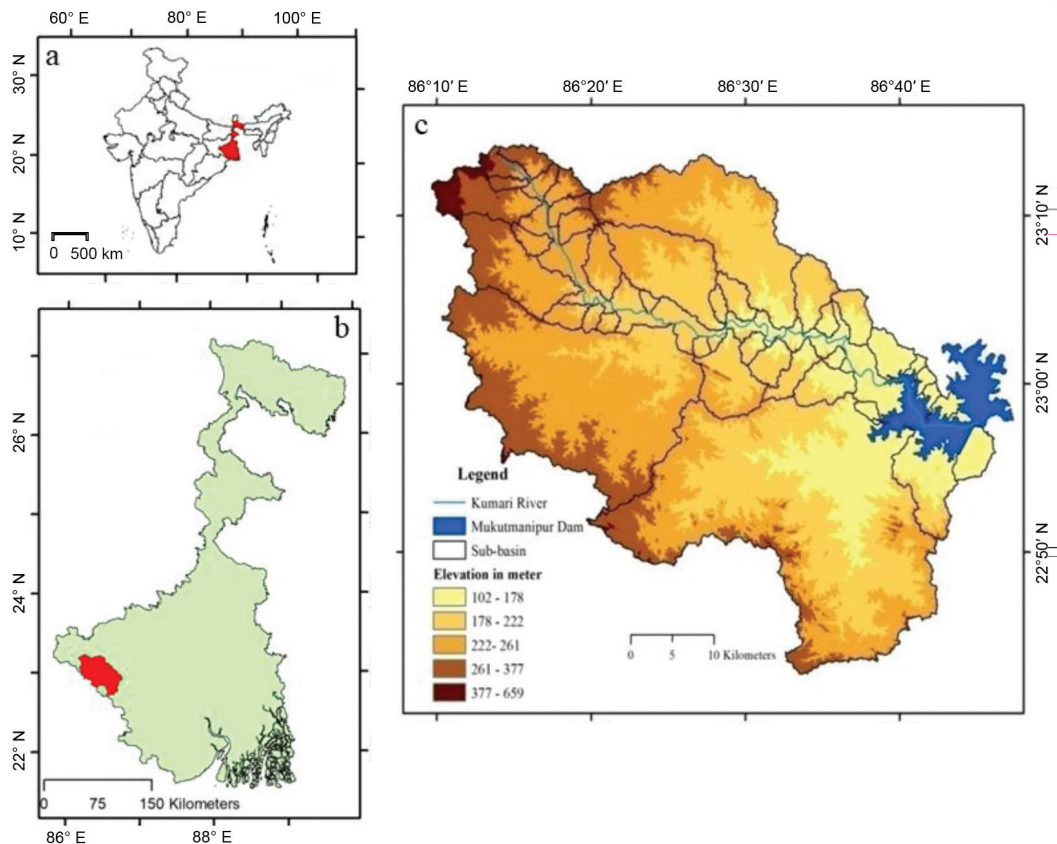 60° E 80° E 100° E
a
30° N
20° N
10° N
0 500 km
b
26° N
24° N
22° N
0 75 150 Kilometers
86° E 88° E
86°10′ E 86°20′ E 86°30′ E 86°40′ E
c
23°10′ N
23°00′ N
22°50′ N
Legend
Kumari River
Mukutmanipur Dam
Sub-basin
Elevation in meter
102 - 178
178 - 222
222- 261
261 - 377
377 - 659
0 5 10 Kilometers